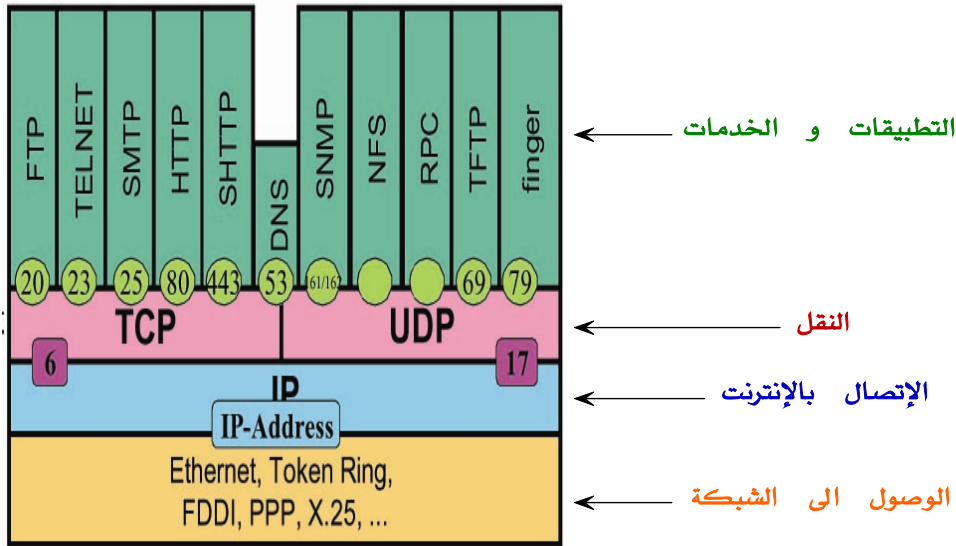 FTP
TELNET
SMTP
HTTP
SHTTP
DNS
SNMP
NFS
RPC
TFTP
finger
التطبيقات و الخدمات
20 23 25 80 443 53 161/162 69 79
TCP UDP
النقل
6 17
IP
الإتصال بالإنترنت
IP-Address
Ethernet, Token Ring,
FDDI, PPP, X.25, ...
الوصول الى الشبكة